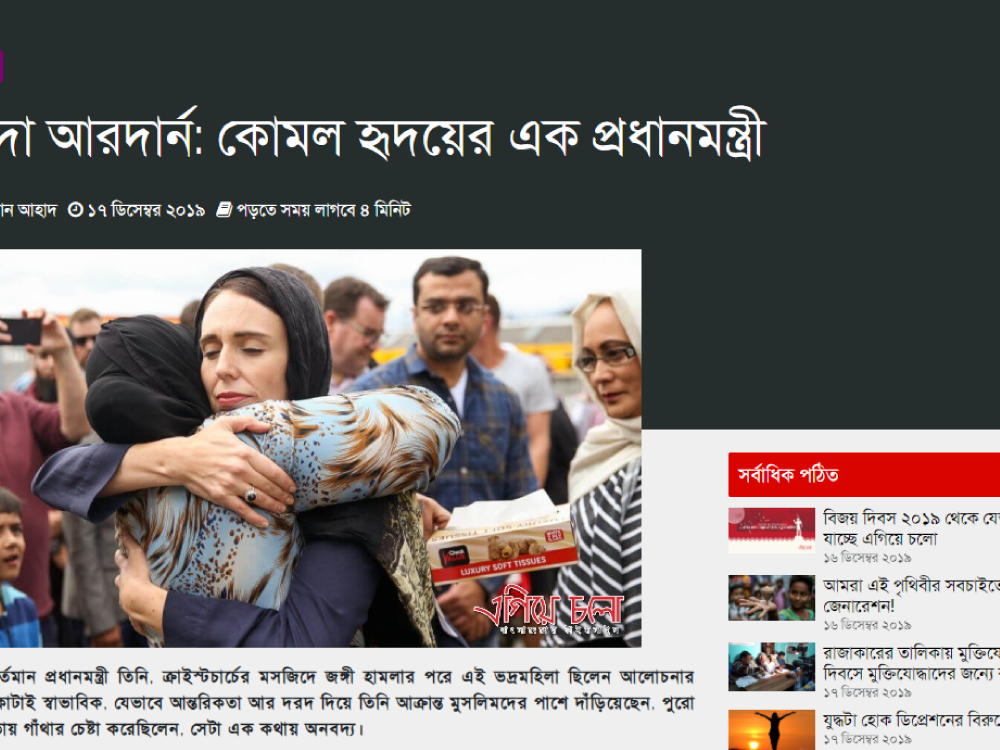 দা আরদার্ন: কোমল হৃদয়ের এক প্রধানমন্ত্রী
ান আহাদ ১৭ ডিসেম্বর ২০১৯ পড়তে সময় লাগবে ৪ মিনিট
LUXURY SOFT TISSUES
এগিয়ে চলো
র্তমান প্রধানমন্ত্রী তিনি, ক্রাইস্টচার্চের মসজিদে জঙ্গী হামলার পরে এই ভদ্রমহিলা ছিলেন আলোচনার
কাটাই স্বাভাবিক, যেভাবে আন্তরিকতা আর দরদ দিয়ে তিনি আক্রান্ত মুসলিমদের পাশে দাঁড়িয়েছেন, পুরো
ায় গাঁথার চেষ্টা করেছিলেন, সেটা এক কথায় অনবদ্য।
সর্বাধিক পঠিত
বিজয় দিবস ২০১৯ থেকে যে
যাচ্ছে এগিয়ে চলো
১৬ ডিসেম্বর ২০১৯
আমরা এই পৃথিবীর সবচাইতে
জেনারেশন!
১৬ ডিসেম্বর ২০১৯
রাজাকারের তালিকায় মুক্তিযো
দিবসে মুক্তিযোদ্ধাদের জন্যে
১৭ ডিসেম্বর ২০১৯
যুদ্ধটা হোক ডিপ্রেশনের বিরু
১৭ ডিসেম্বর ২০১৯